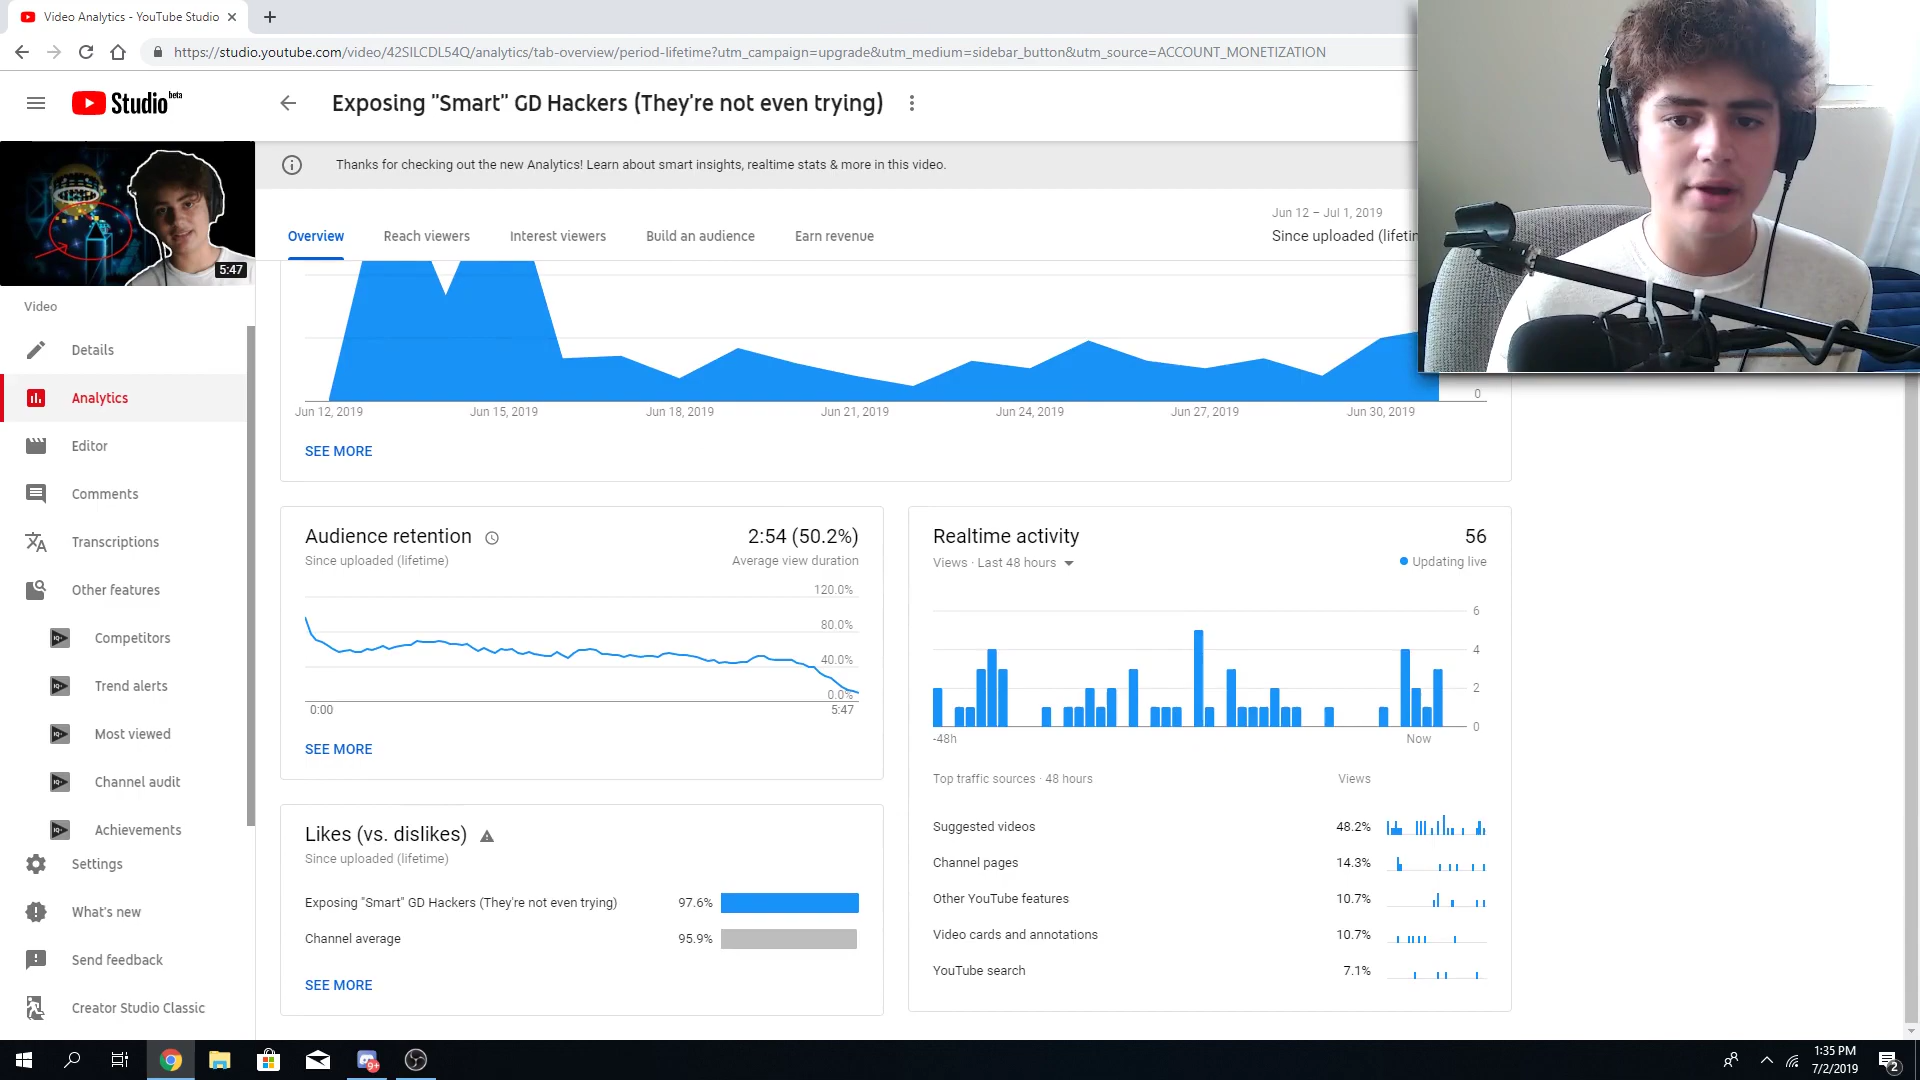 Video Analytics - YouTube Studio
https://studio.youtube.com/video/42SILCDL54Q/analytics/tab-overview/period-lifetime?utm_campaign=upgrade&utm_medium=sidebar_button&utm_source=ACCOUNT_MONETIZATION
Studio beta
Exposing "Smart" GD Hackers (They're not even trying)
Thanks for checking out the new Analytics! Learn about smart insights, realtime stats & more in this video.
5:47
Jun 12 – Jul 1, 2019
Overview
Reach viewers
Interest viewers
Build an audience
Earn revenue
Since uploaded (lifetim
Video
Details
Analytics
Editor
Comments
Transcriptions
Other features
Competitors
Trend alerts
Most viewed
Channel audit
Achievements
Settings
What's new
Send feedback
Creator Studio Classic
0
Jun 12, 2019
Jun 15, 2019
Jun 18, 2019
Jun 21, 2019
Jun 24, 2019
Jun 27, 2019
Jun 30, 2019
SEE MORE
Audience retention
2:54 (50.2%)
Since uploaded (lifetime)
Average view duration
120.0%
80.0%
40.0%
0.0%
0:00
5:47
SEE MORE
Likes (vs. dislikes)
Since uploaded (lifetime)
Exposing "Smart" GD Hackers (They're not even trying)
97.6%
Channel average
95.9%
SEE MORE
Realtime activity
56
Views · Last 48 hours
Updating live
6
4
2
0
-48h
Now
Top traffic sources · 48 hours
Views
Suggested videos
48.2%
Channel pages
14.3%
Other YouTube features
10.7%
Video cards and annotations
10.7%
YouTube search
7.1%
9+
1:35 PM
7/2/2019
2